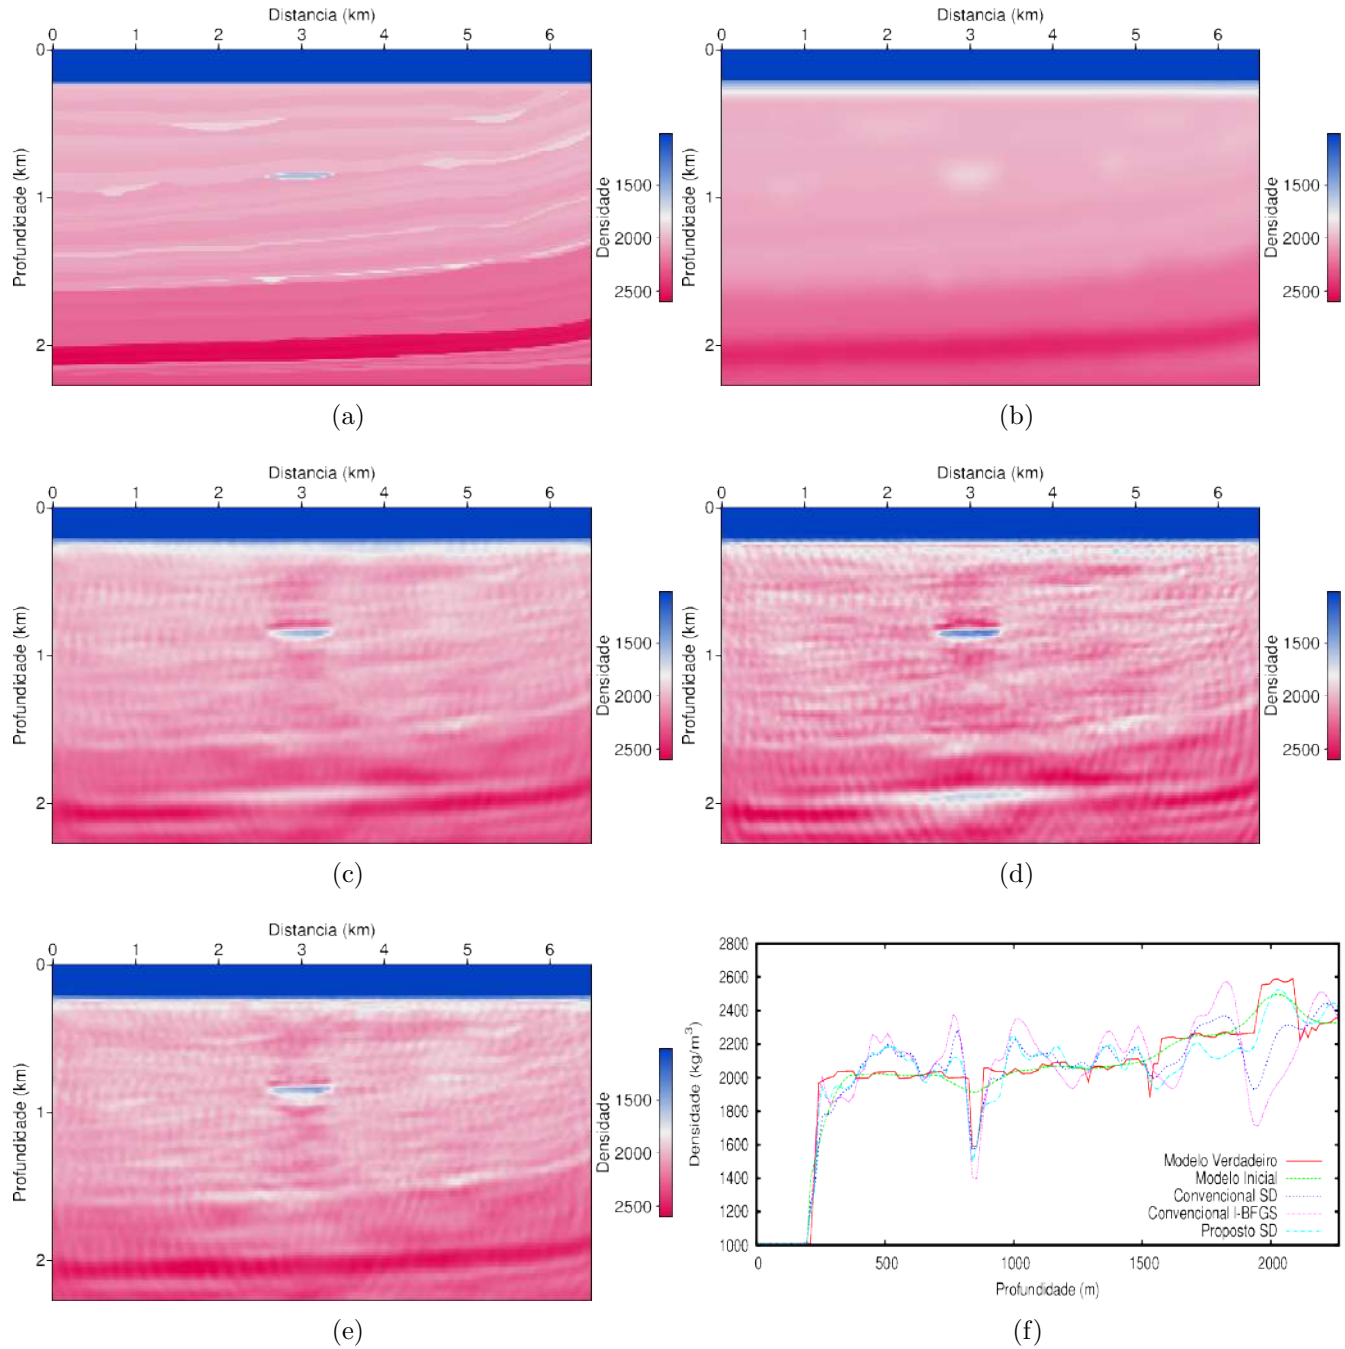 Distancia (km)
0 1 2 3 4 5 6
0
1
2
Profundidade (km)
Densidade
1500
2000
2500
(a)
Distancia (km)
0 1 2 3 4 5 6
0
1
2
Profundidade (km)
Densidade
1500
2000
2500
(b)
Distancia (km)
0 1 2 3 4 5 6
0
1
2
Profundidade (km)
Densidade
1500
2000
2500
(c)
Distancia (km)
0 1 2 3 4 5 6
0
1
2
Profundidade (km)
Densidade
1500
2000
2500
(d)
Distancia (km)
0 1 2 3 4 5 6
0
1
2
Profundidade (km)
Densidade
1500
2000
2500
(e)
2800
2600
2400
2200
2000
1800
1600
1400
1200
1000
Densidade (kg/m³)
Modelo Verdadeiro
Modelo Inicial
Convencional SD
Convencional l-BFGS
Proposto SD
0 500 1000 1500 2000
Profundidade (m)
(f)